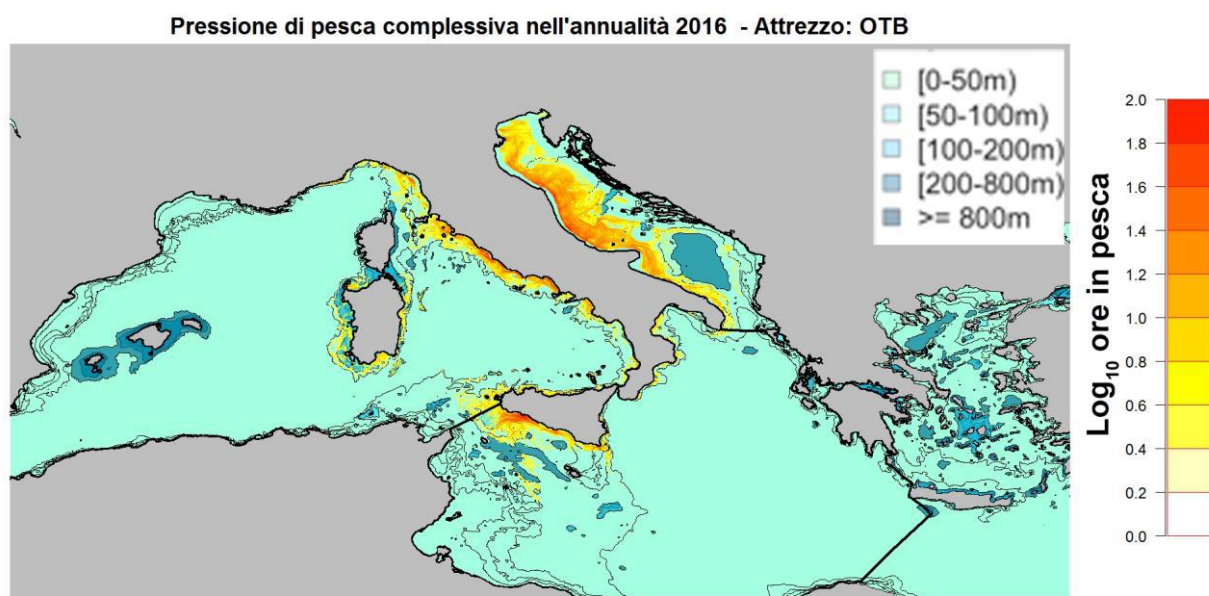 Pressione di pesca complessiva nell'annualità 2016 - Attrezzo: OTB
[0-50m)
[50-100m)
[100-200m)
[200-800m)
>= 800m
2.0
1.8
1.6
1.4
1.2
1.0
0.8
0.6
0.4
0.2
0.0
Log10 ore in pesca